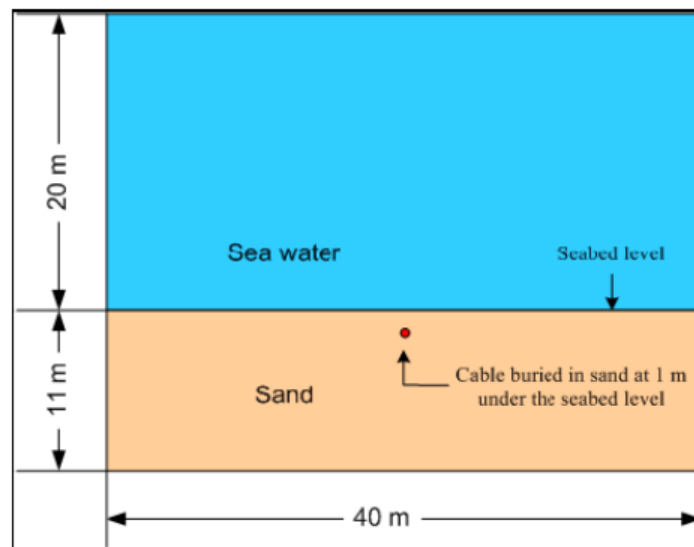 20 m
Sea water
Seabed level
11 m
Sand
Cable buried in sand at 1 m
under the seabed level
40 m